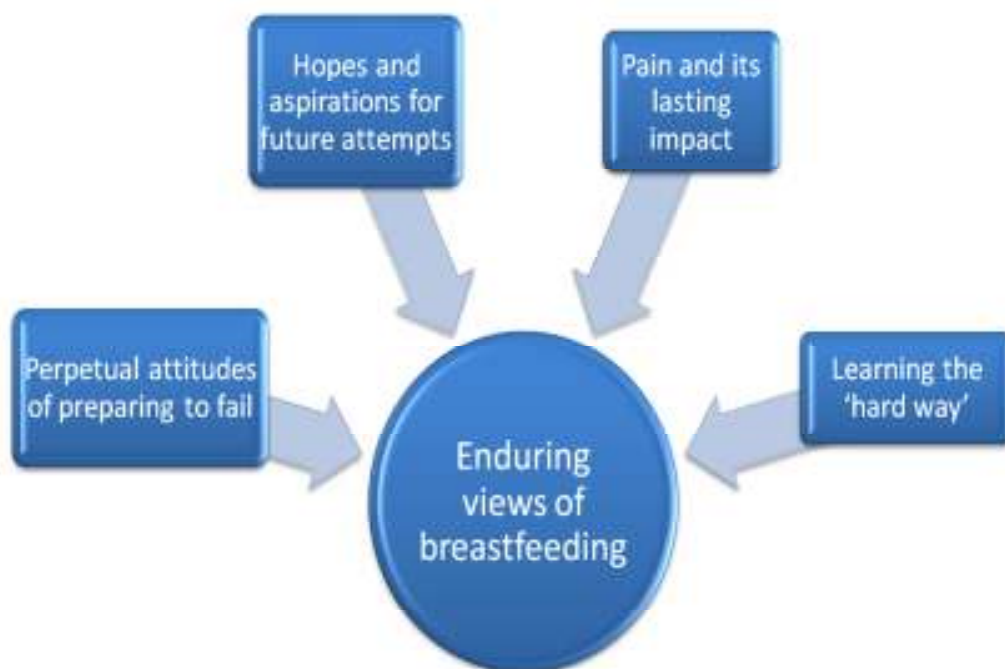 Hopes and
aspirations for
future attempts
Pain and its
lasting
impact
Perpetual attitudes
of preparing to fail
Learning the
‘hard way’
Enduring
views of
breastfeeding